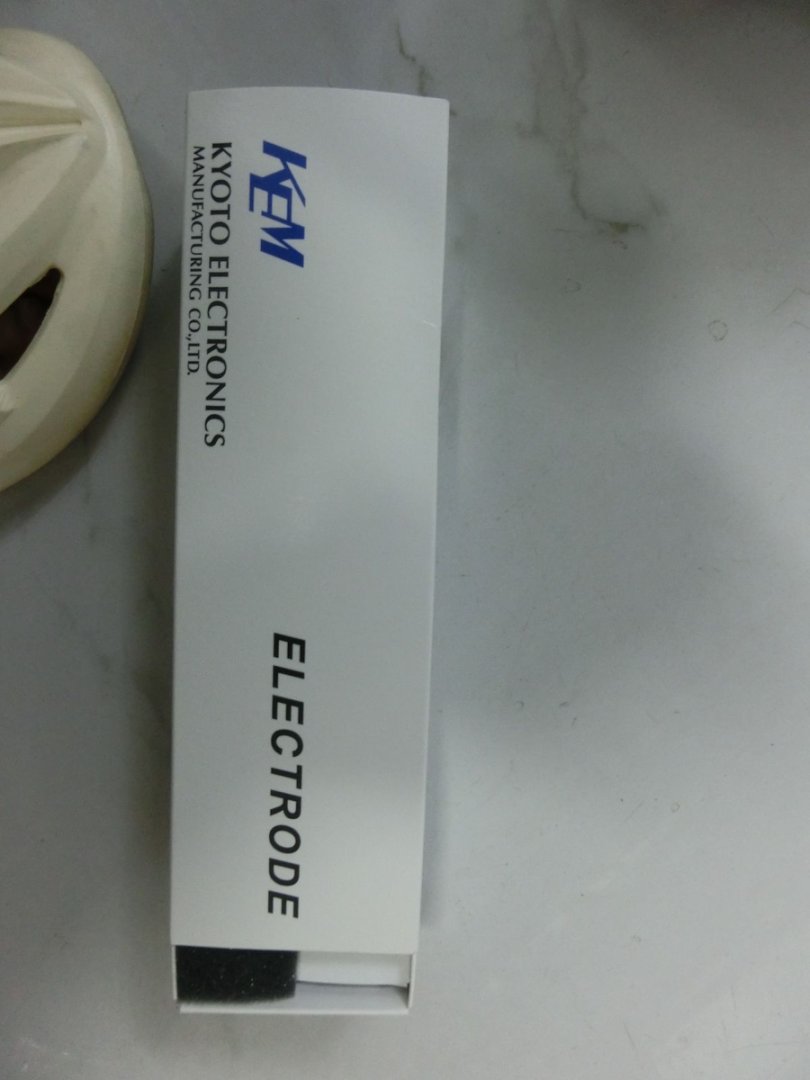 KEM
KYOTO ELECTRONICS
MANUFACTURING CO.,LTD.
ELECTRODE